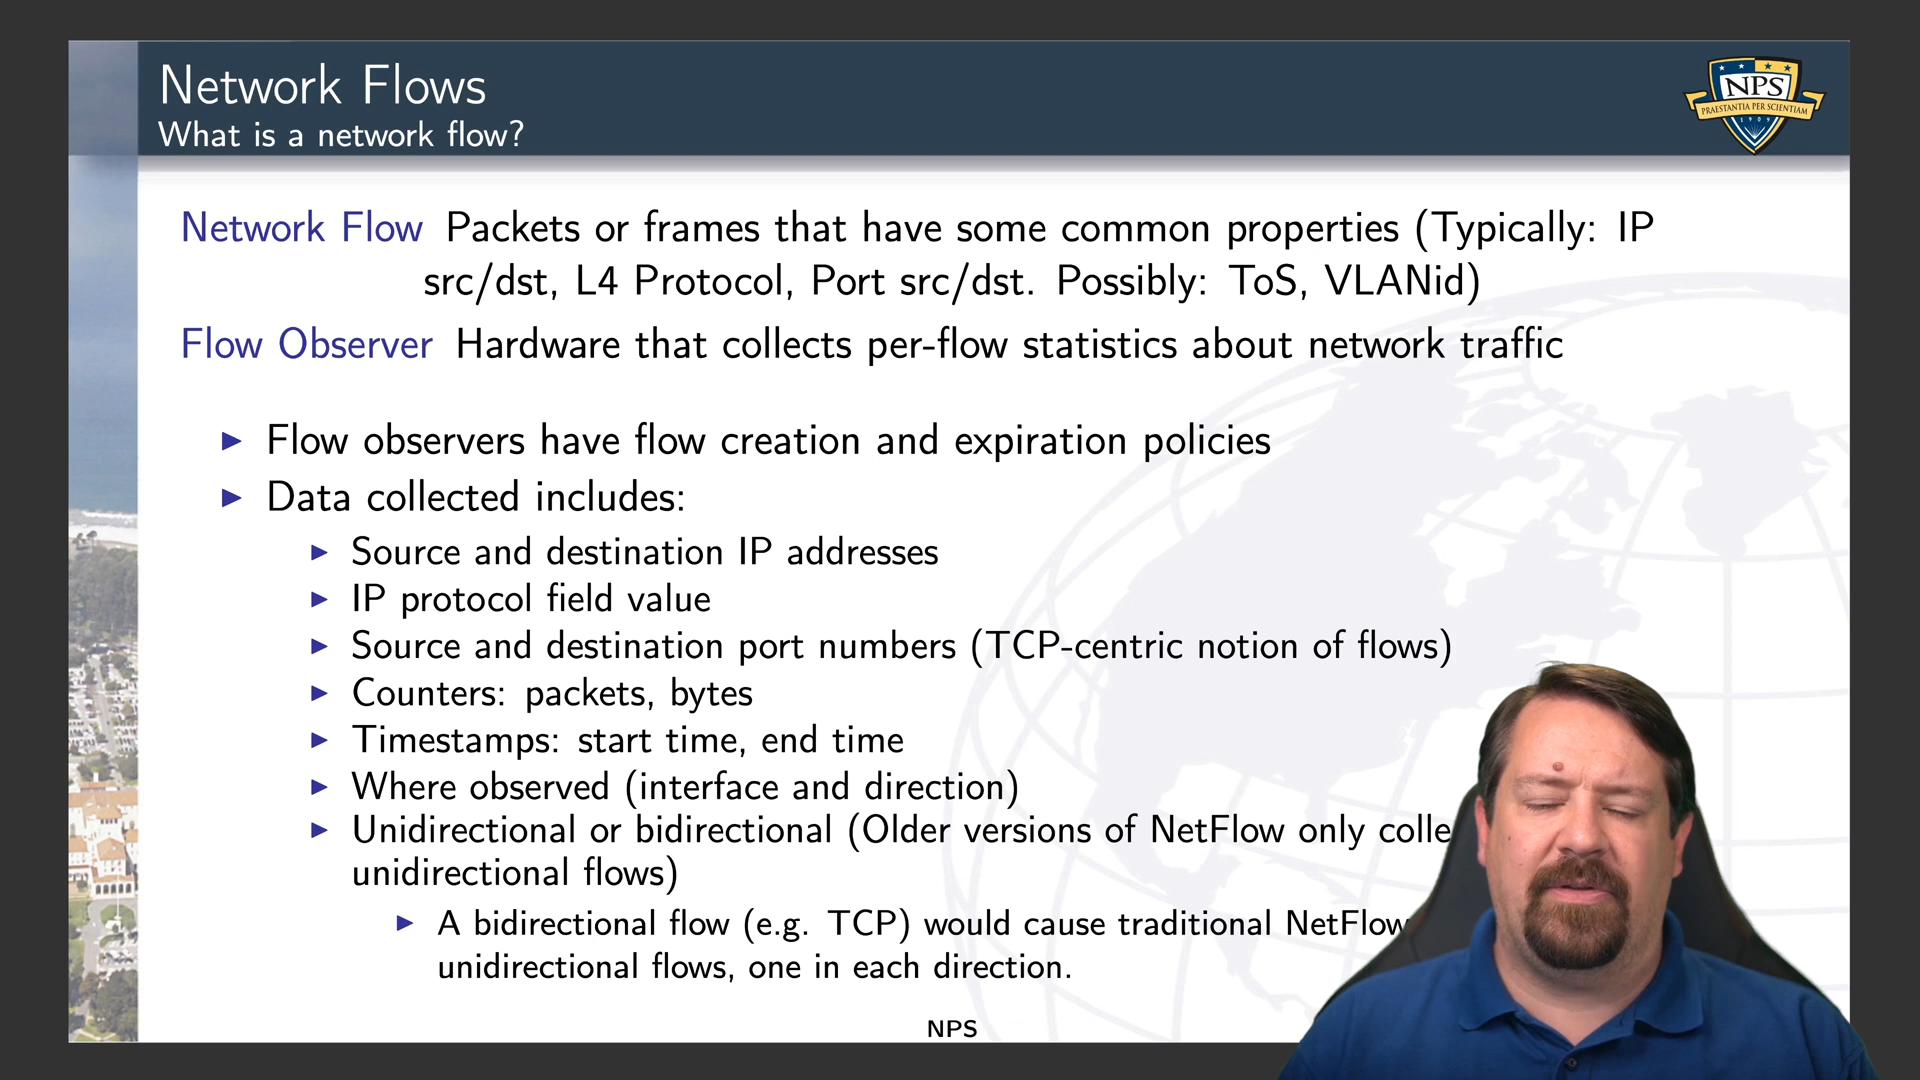 Network Flows
What is a network flow?
NPS
PRAESTANTIA PER SCIENTIAM
1909
Network Flow Packets or frames that have some common properties (Typically: IP
src/dst, L4 Protocol, Port src/dst. Possibly: ToS, VLANid)
Flow Observer Hardware that collects per-flow statistics about network traffic
▶ Flow observers have flow creation and expiration policies
▶ Data collected includes:
▶ Source and destination IP addresses
▶ IP protocol field value
▶ Source and destination port numbers (TCP-centric notion of flows)
▶ Counters: packets, bytes
▶ Timestamps: start time, end time
▶ Where observed (interface and direction)
▶ Unidirectional or bidirectional (Older versions of NetFlow only colle
unidirectional flows)
▶ A bidirectional flow (e.g. TCP) would cause traditional NetFlow
unidirectional flows, one in each direction.
NPS